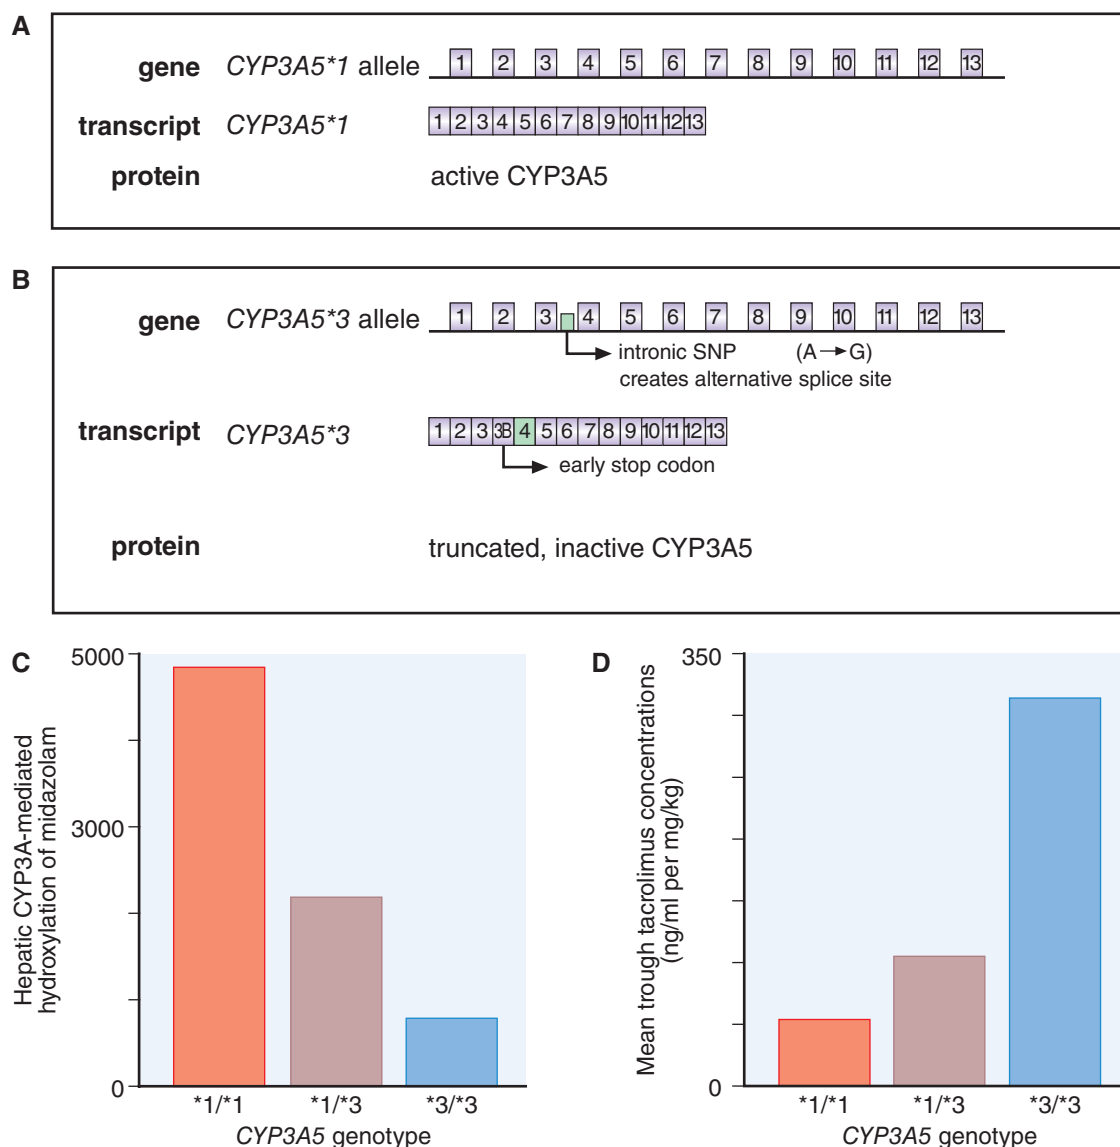 A
gene CYP3A5*1 allele 1 2 3 4 5 6 7 8 9 10 11 12 13
transcript CYP3A5*1 1 2 3 4 5 6 7 8 9 10 11 12 13
protein active CYP3A5
B
gene CYP3A5*3 allele 1 2 3 4 5 6 7 8 9 10 11 12 13
intronic SNP (A→G)
creates alternative splice site
transcript CYP3A5*3 1 2 3 3B 4 5 6 7 8 9 10 11 12 13
early stop codon
protein truncated, inactive CYP3A5
C
Hepatic CYP3A-mediated
hydroxylation of midazolam
5000
3000
0
*1/*1 *1/*3 *3/*3
CYP3A5 genotype
D
Mean trough tacrolimus concentrations
(ng/ml per mg/kg)
350
0
*1/*1 *1/*3 *3/*3
CYP3A5 genotype